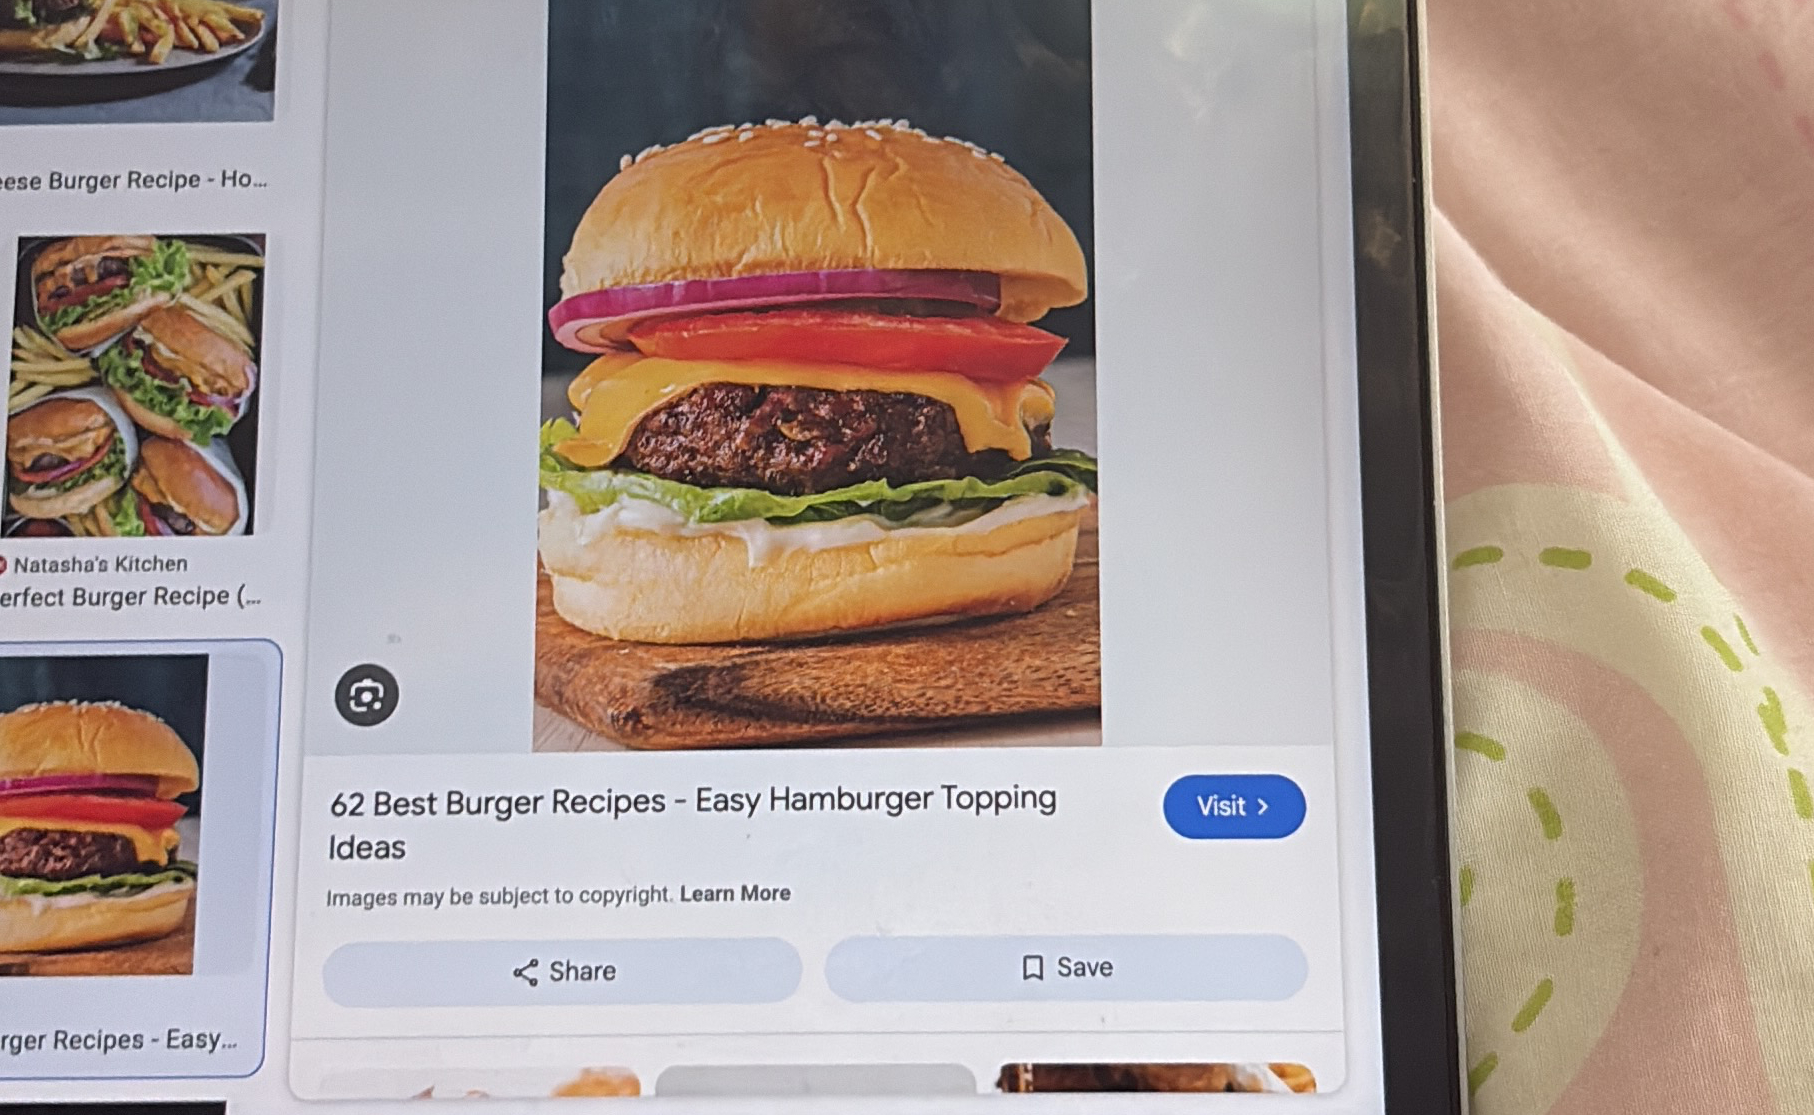 ese Burger Recipe - Ho...
Natasha's Kitchen
erfect Burger Recipe (...
rger Recipes - Easy...
62 Best Burger Recipes - Easy Hamburger Topping
Ideas
Visit >
Images may be subject to copyright. Learn More
Share
Save